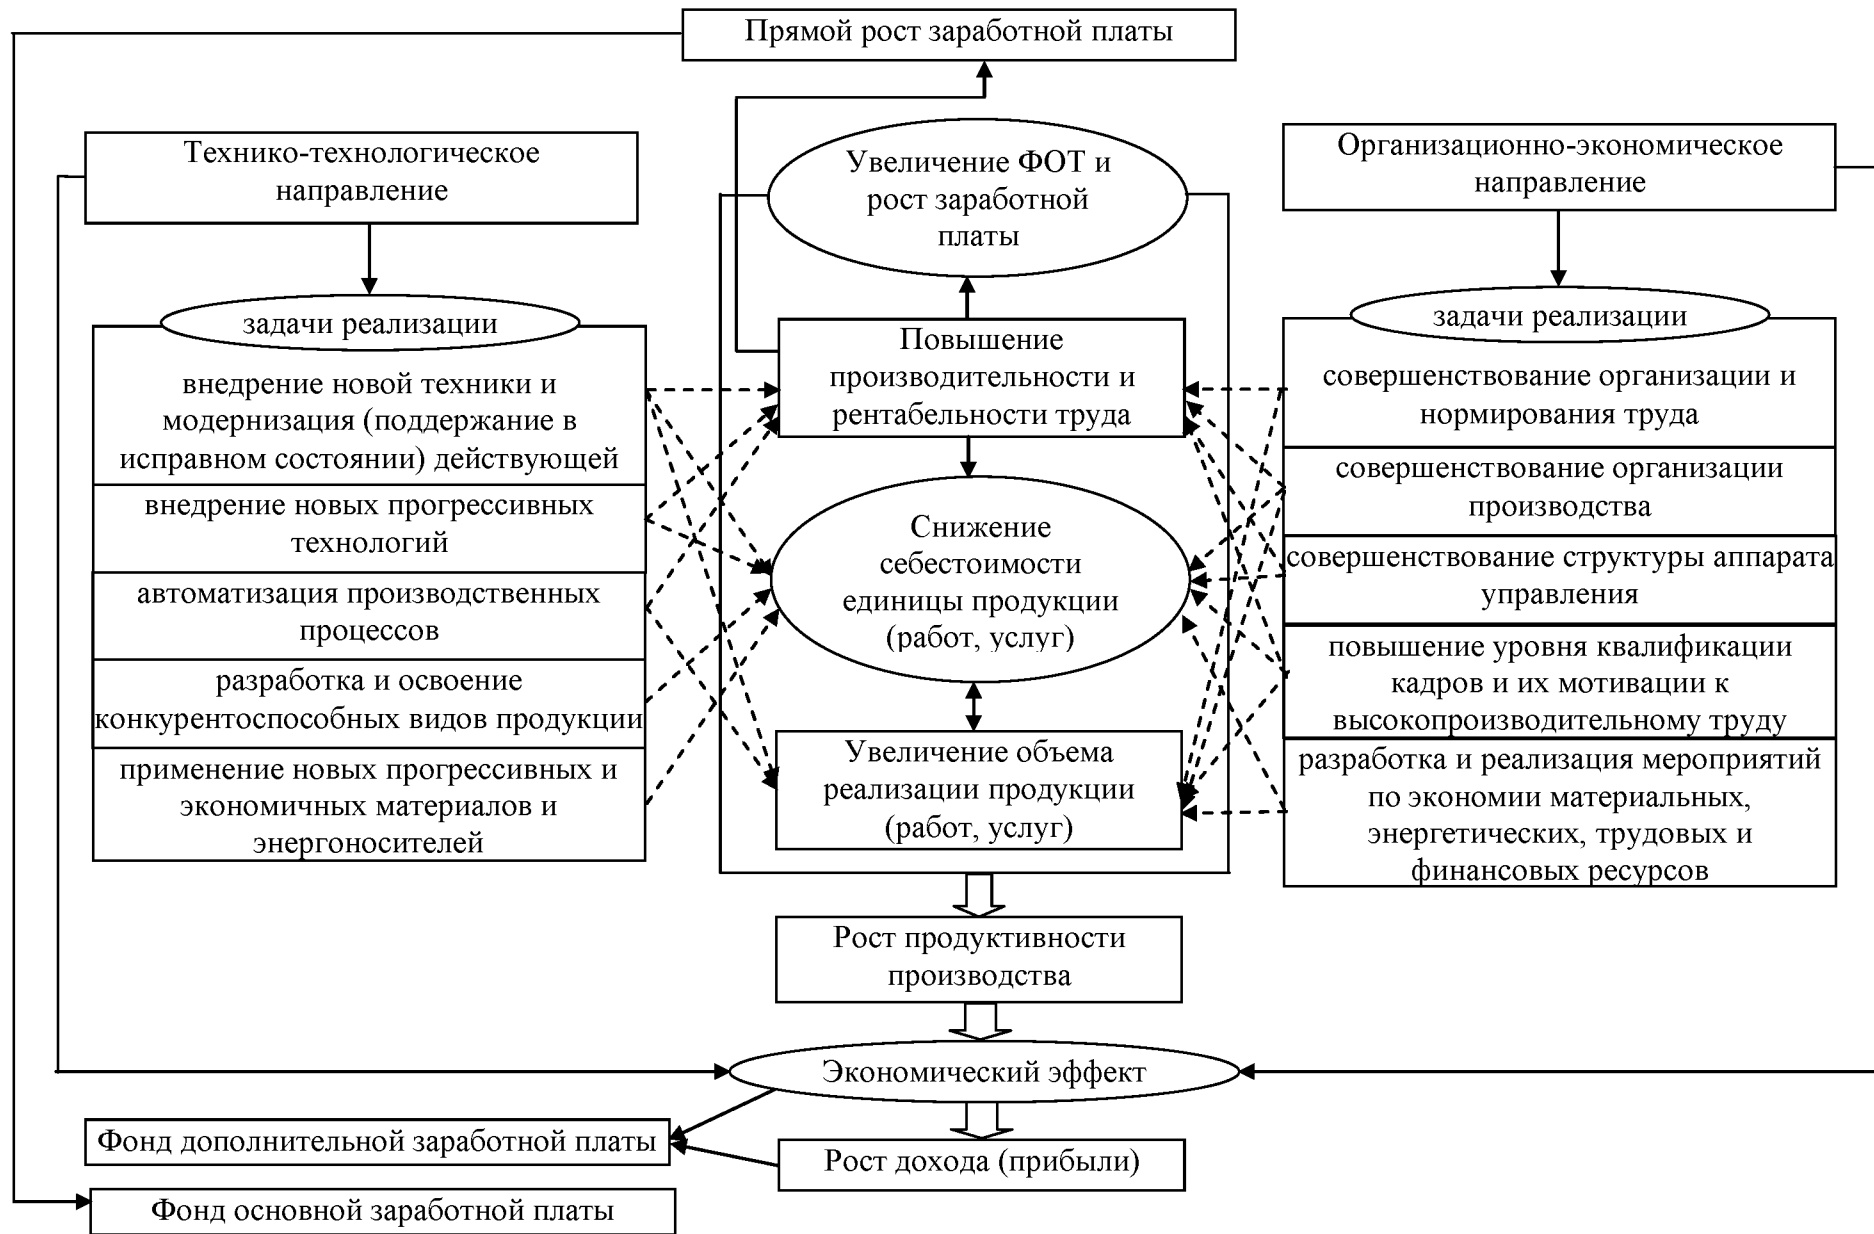 Прямой рост заработной платы
Технико-технологическое
направление
Увеличение ФОТ и
рост заработной
платы
Организационно-экономическое
направление
задачи реализации
внедрение новой техники и
модернизация (поддержание в
исправном состоянии) действующей
внедрение новых прогрессивных
технологий
автоматизация производственных
процессов
разработка и освоение
конкурентоспособных видов продукции
применение новых прогрессивных и
экономичных материалов и
энергоносителей
Повышение
производительности и
рентабельности труда
Снижение
себестоимости
единицы продукции
(работ, услуг)
Увеличение объема
реализации продукции
(работ, услуг)
задачи реализации
совершенствование организации и
нормирования труда
совершенствование организации
производства
совершенствование структуры аппарата
управления
повышение уровня квалификации
кадров и их мотивации к
высокопроизводительному труду
разработка и реализация мероприятий
по экономии материальных,
энергетических, трудовых и
финансовых ресурсов
Рост продуктивности
производства
Экономический эффект
Фонд дополнительной заработной платы
Рост дохода (прибыли)
Фонд основной заработной платы